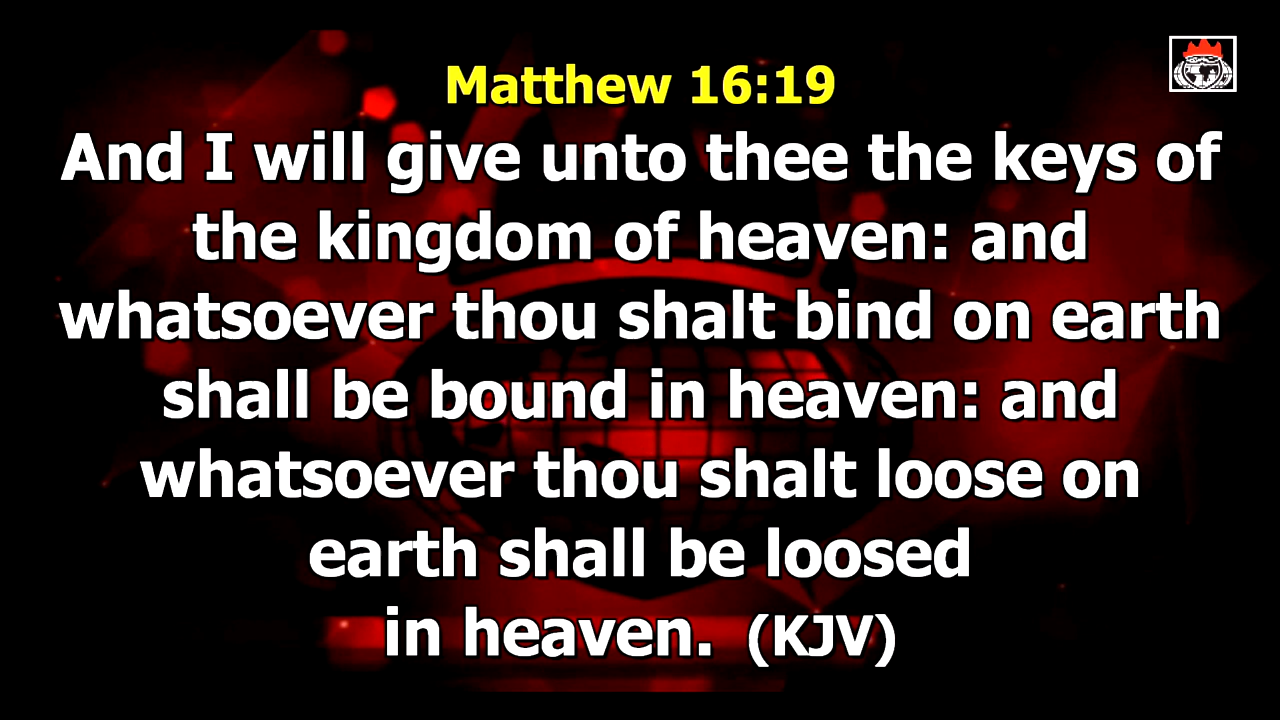 Matthew 16:19
And I will give unto thee the keys of
the kingdom of heaven: and
whatsoever thou shalt bind on earth
shall be bound in heaven: and
whatsoever thou shalt loose on
earth shall be loosed
in heaven. (KJV)